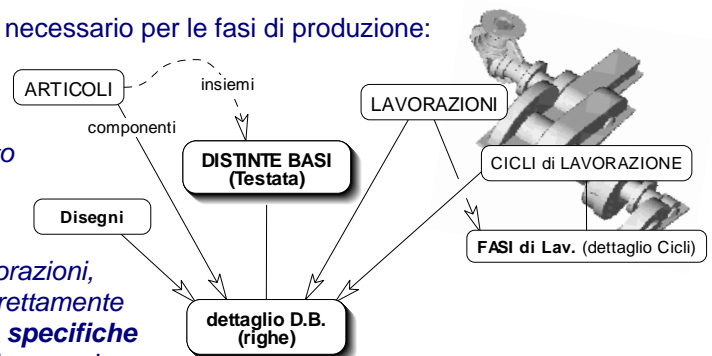 necessario per le fasi di produzione:
ARTICOLI
insiemi
LAVORAZIONI
componenti
DISTINTE BASI
(Testata)
CICLI di LAVORAZIONE
Disegni
FASI di Lav. (dettaglio Cicli)
orazioni,
rettamente
specifiche
dettaglio D.B.
(righe)